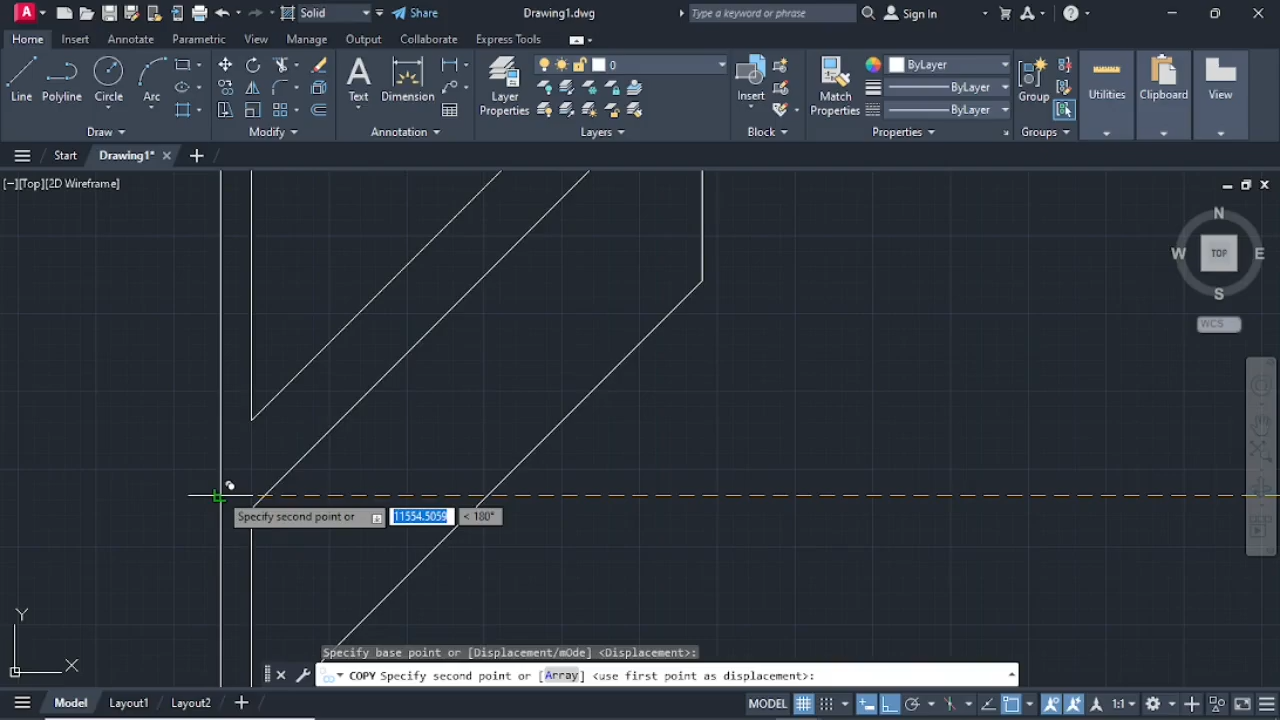 A Solid Share Drawing1.dwg Type a keyword or phrase Sign In
Home Insert Annotate Parametric View Manage Output Collaborate Express Tools
0 ByLayer
ByLayer
ByLayer
Line Polyline Circle Arc Text Dimension Layer Properties Insert Match Properties Group Utilities Clipboard View
Draw Modify Annotation Layers Block Properties Groups
Start Drawing1* +
[−][Top][2D Wireframe]
N
W TOP E
S
WCS
Specify second point or 11554.5059 < 180°
Y
X
Specify base point or [Displacement/mOde] <Displacement>:
COPY Specify second point or [Array] <use first point as displacement>:
Model Layout1 Layout2 + MODEL 1:1